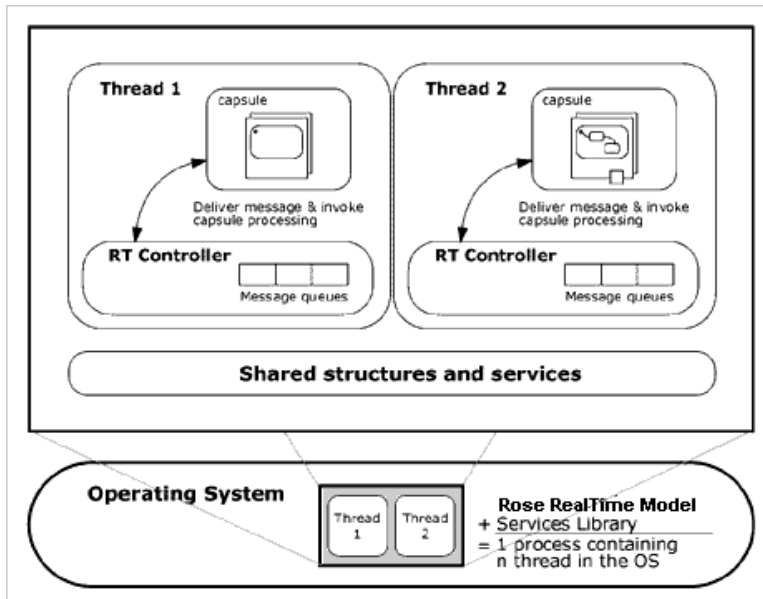 Thread 1
capsule
Deliver message & invoke
capsule processing
RT Controller
Message queues
Thread 2
capsule
Deliver message & invoke
capsule processing
RT Controller
Message queues
Shared structures and services
Operating System
Thread
1
Thread
2
Rose RealTime Model
+ Services Library
= 1 process containing
n thread in the OS